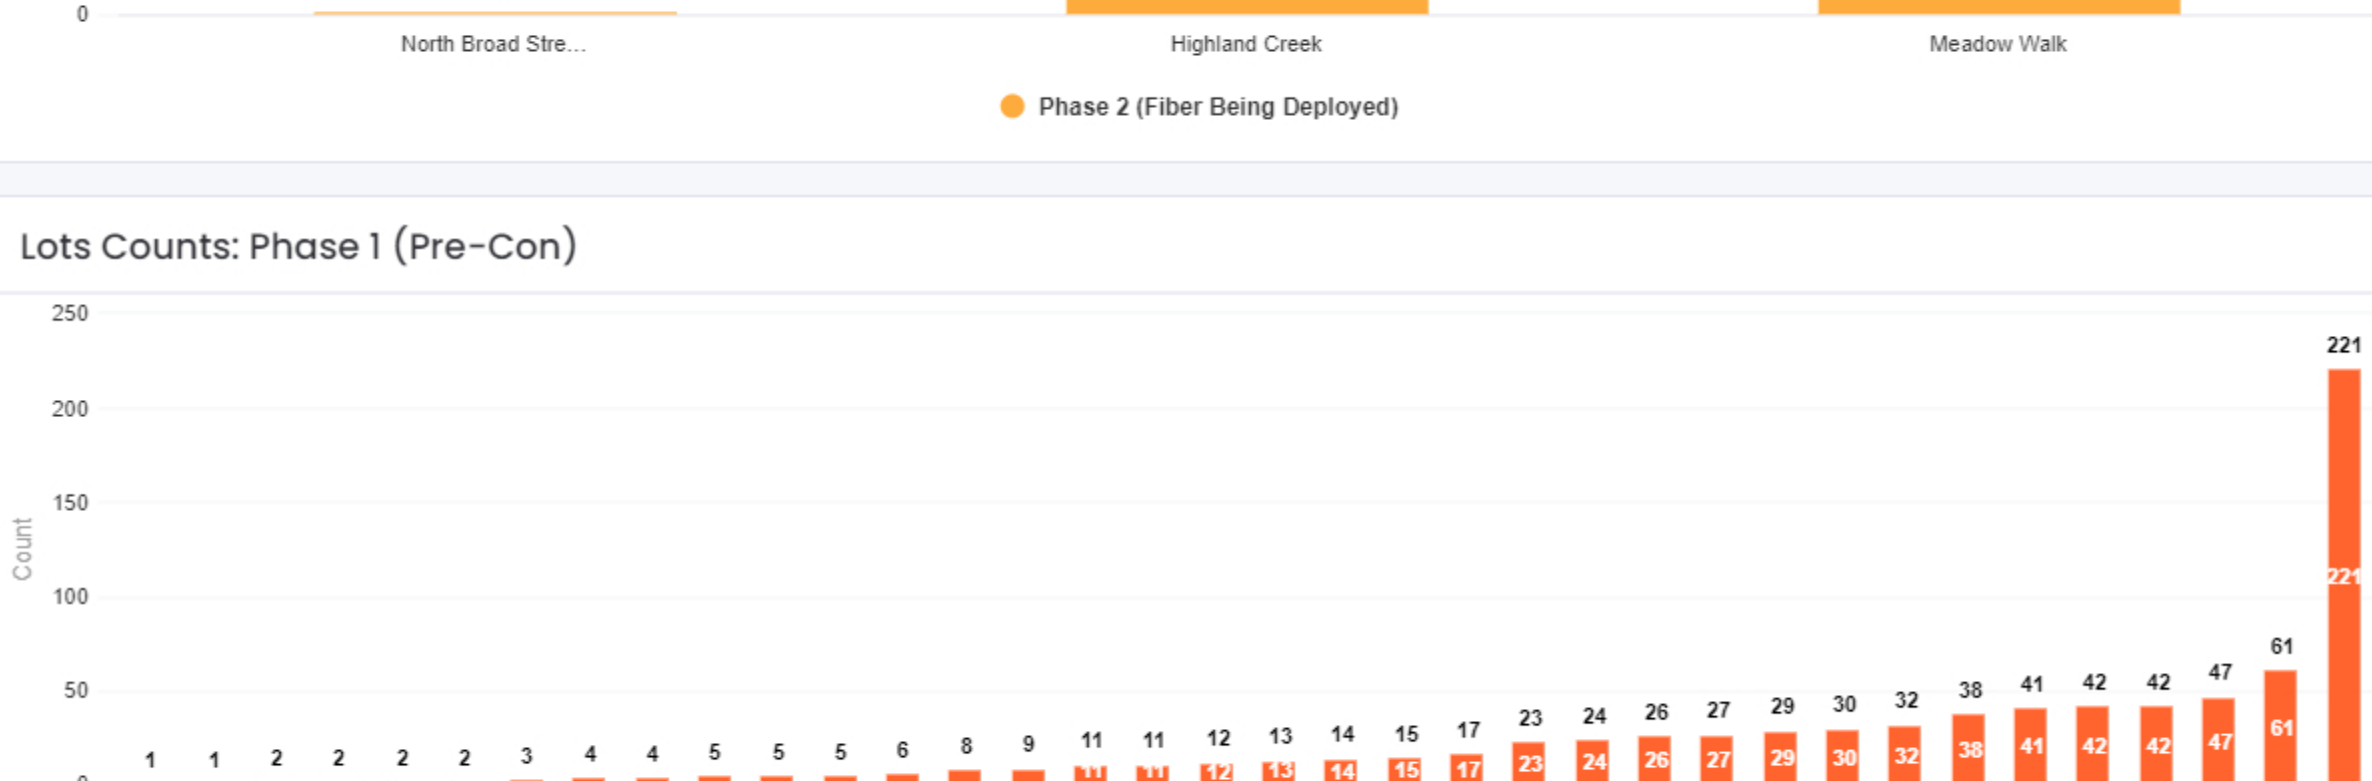 0
North Broad Stre...
Highland Creek
Meadow Walk
Phase 2 (Fiber Being Deployed)
Lots Counts: Phase 1 (Pre-Con)
250
200
150
100
50
0
Count
1 1 2 2 2 2 3 4 4 5 5 5 6 8 9 11 11 12 13 14 15 17 23 24 26 27 29 30 32 38 41 42 42 47 61 221
11 11 12 13 14 15 17 23 24 26 27 29 30 32 38 41 42 42 47 61 221